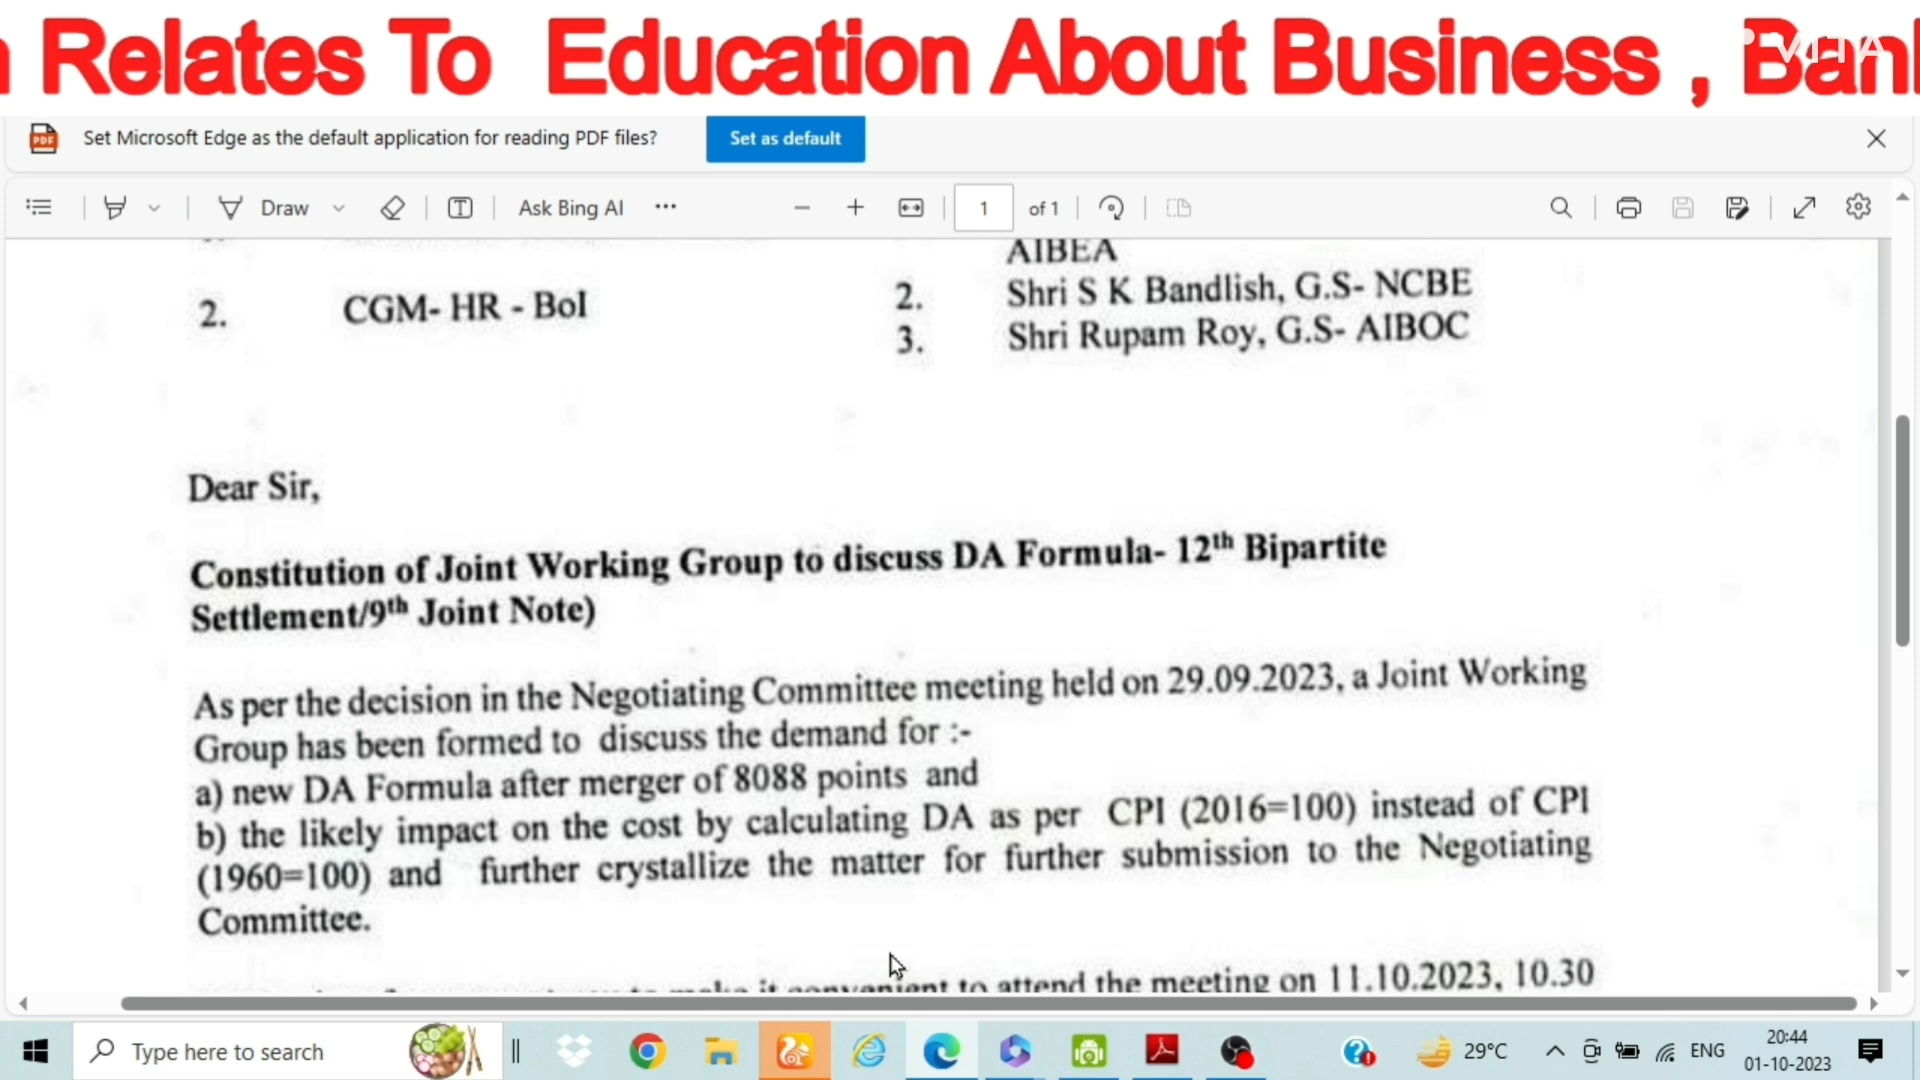 Relates To Education About Business , Ban
VITA
PDF Set Microsoft Edge as the default application for reading PDF files? Set as default
Draw Ask Bing AI 1 of 1
AIBEA
2. CGM- HR - BoI 2. Shri S K Bandlish, G.S- NCBE
3. Shri Rupam Roy, G.S- AIBOC
Dear Sir,
Constitution of Joint Working Group to discuss DA Formula- 12th Bipartite
Settlement/9th Joint Note)
As per the decision in the Negotiating Committee meeting held on 29.09.2023, a Joint Working
Group has been formed to discuss the demand for :-
a) new DA Formula after merger of 8088 points and
b) the likely impact on the cost by calculating DA as per CPI (2016=100) instead of CPI
(1960=100) and further crystallize the matter for further submission to the Negotiating
Committee.
to make it convenient to attend the meeting on 11.10.2023, 10.30
Type here to search 29°C ENG 20:44
01-10-2023